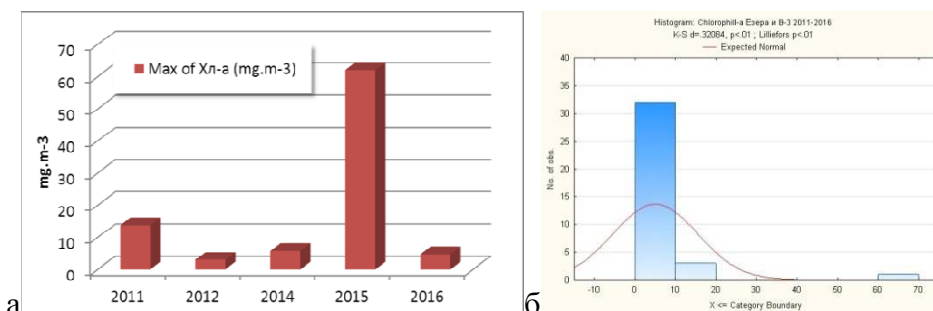 70
60
50
40
30
20
10
0
mg.m-3
Max of Хл-а (mg.m-3)
2011 2012 2014 2015 2016
а
Histogram: Chlorophill-a Езера и В-3 2011-2016
K-S d=.32084, p<.01 ; Lilliefors p<.01
Expected Normal
40
35
30
25
20
15
10
5
0
No. of obs.
-10 0 10 20 30 40 50 60 70
X <= Category Boundary
б